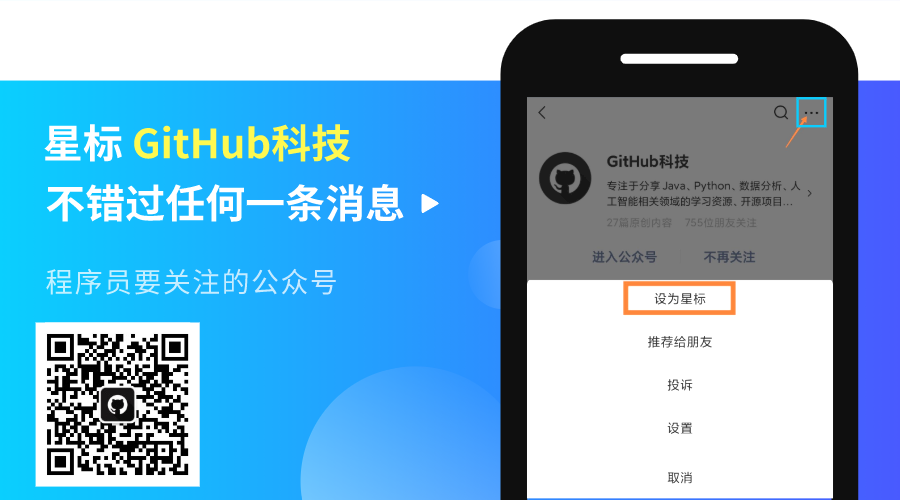 星标 GitHub科技
不错过任何一条消息
程序员要关注的公众号
GitHub科技
专注于分享 Java、Python、数据分析、人
工智能相关领域的学习资源、开源项目...
27篇原创内容 755位朋友关注
进入公众号 不再关注
设为星标
推荐给朋友
投诉
设置
取消